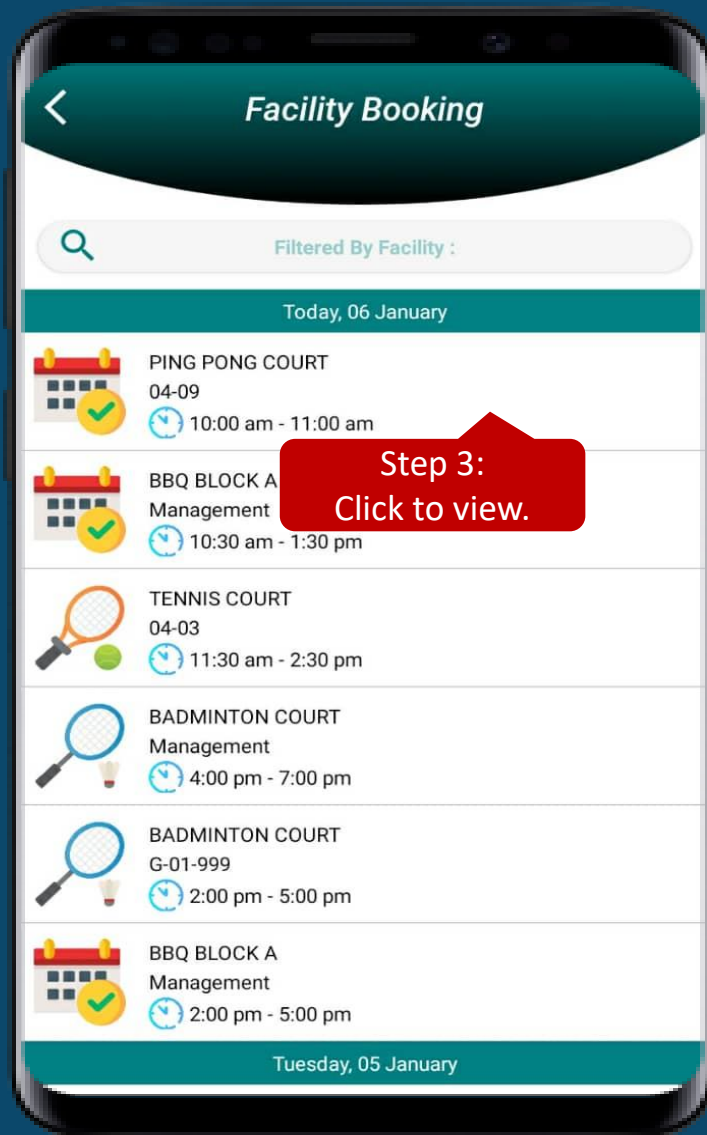 Facility Booking
Filtered By Facility :
Today, 06 January
PING PONG COURT
04-09
10:00 am - 11:00 am
Step 3:
Click to view.
BBQ BLOCK A
Management
10:30 am - 1:30 pm
TENNIS COURT
04-03
11:30 am - 2:30 pm
BADMINTON COURT
Management
4:00 pm - 7:00 pm
BADMINTON COURT
G-01-999
2:00 pm - 5:00 pm
BBQ BLOCK A
Management
2:00 pm - 5:00 pm
Tuesday, 05 January